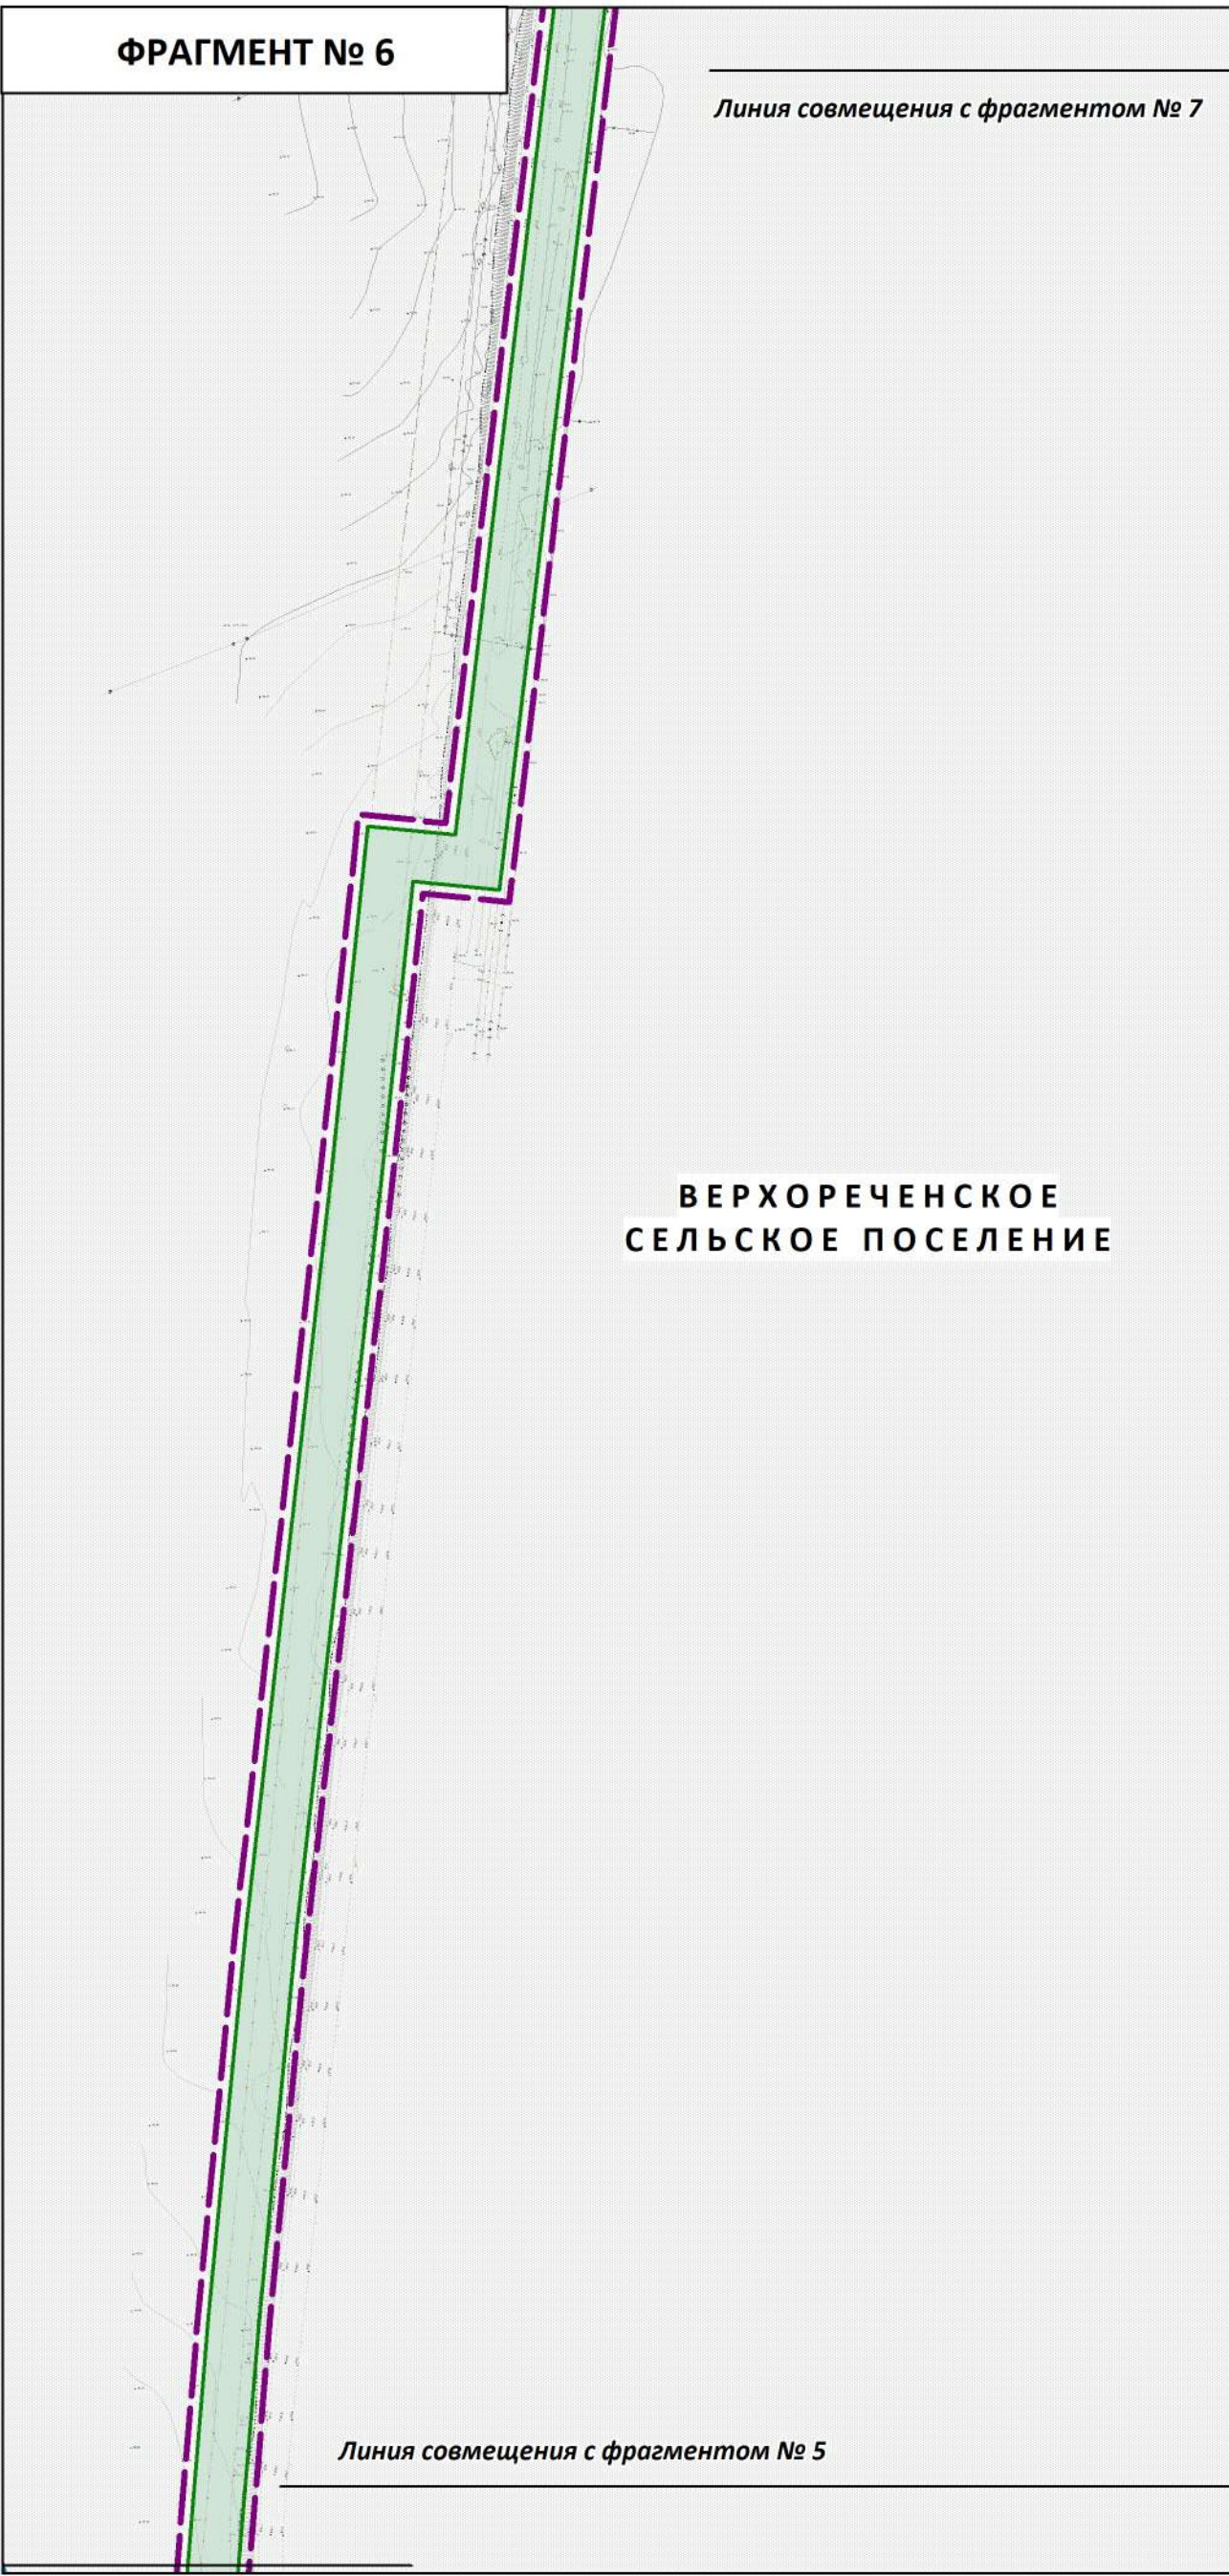 ФРАГМЕНТ № 6
Линия совмещения с фрагментом № 7
ВЕРХОРЕЧЕНСКОЕ
СЕЛЬСКОЕ ПОСЕЛЕНИЕ
Линия совмещения с фрагментом № 5